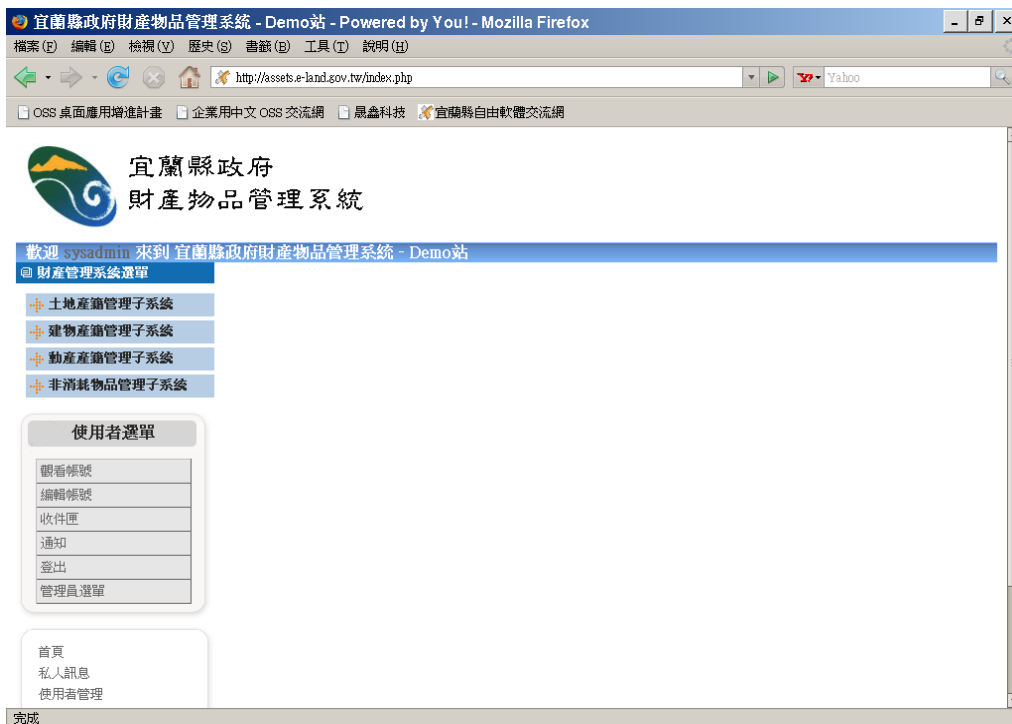 宜蘭縣政府財產物品管理系統 - Demo站 - Powered by You! - Mozilla Firefox
檔案(F) 編輯(E) 檢視(V) 歷史(S) 書籤(B) 工具(T) 說明(H)
http://assets.e-land.gov.tw/index.php Yahoo
OSS 桌面應用增進計畫 企業用中文 OSS 交流網 晟鑫科技 宜蘭縣自由軟體交流網
宜蘭縣政府
財產物品管理系統
歡迎 sysadmin 來到 宜蘭縣政府財產物品管理系統 - Demo站
財產管理系統選單
土地產籍管理子系統
建物產籍管理子系統
動產產籍管理子系統
非消耗物品管理子系統
使用者選單
觀看帳號
編輯帳號
收件匣
通知
登出
管理員選單
首頁
私人訊息
使用者管理
完成